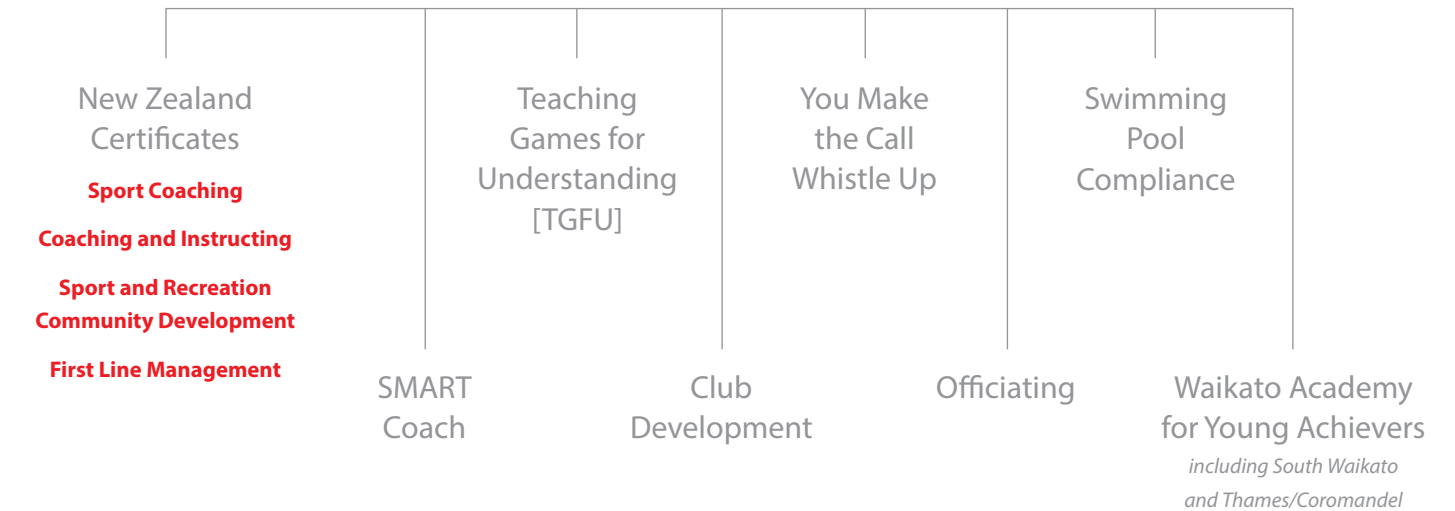 New Zealand
Certificates
Sport Coaching
Coaching and Instructing
Sport and Recreation
Community Development
First Line Management
SMART
Coach
Teaching
Games for
Understanding
[TGFU]
Club
Development
You Make
the Call
Whistle Up
Officiating
Swimming
Pool
Compliance
Waikato Academy
for Young Achievers
including South Waikato
and Thames/Coromandel